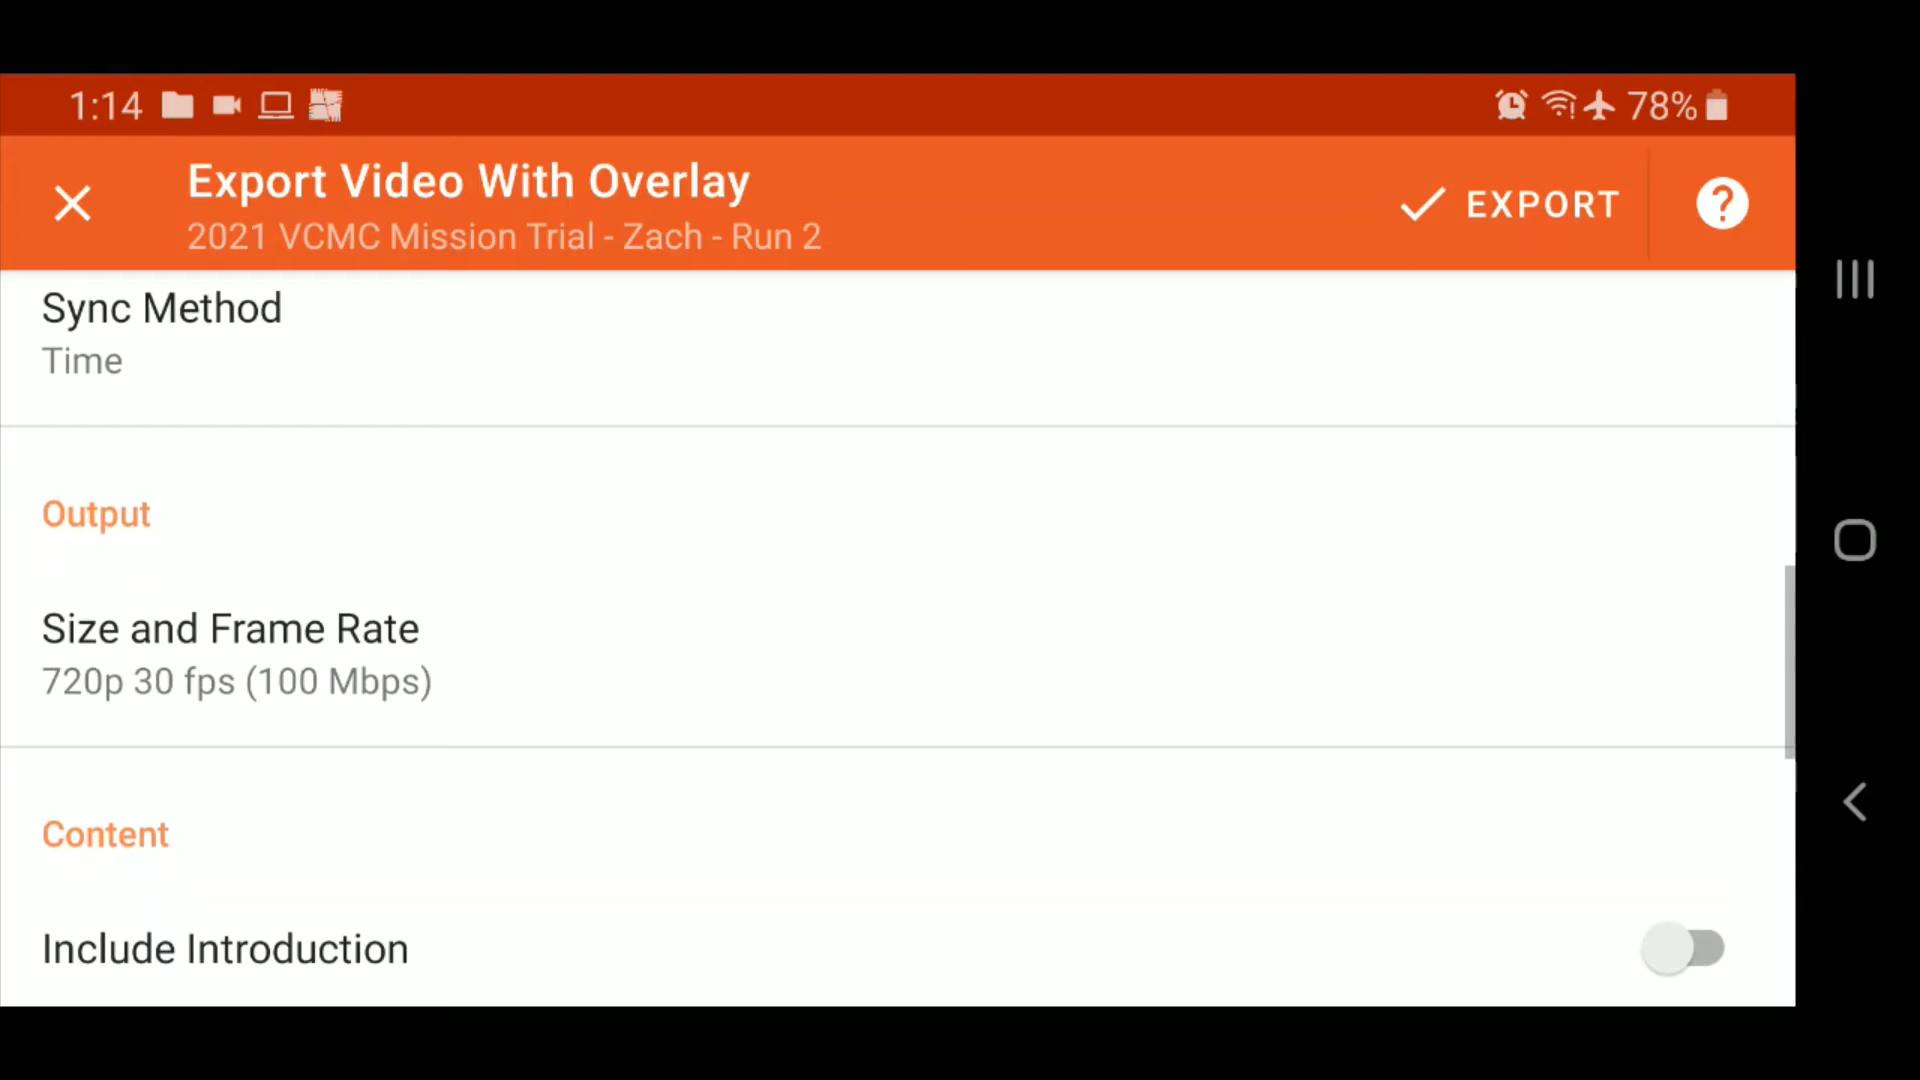 1:14
78%
Export Video With Overlay
2021 VCMC Mission Trial - Zach - Run 2
EXPORT
Sync Method
Time
Output
Size and Frame Rate
720p 30 fps (100 Mbps)
Content
Include Introduction